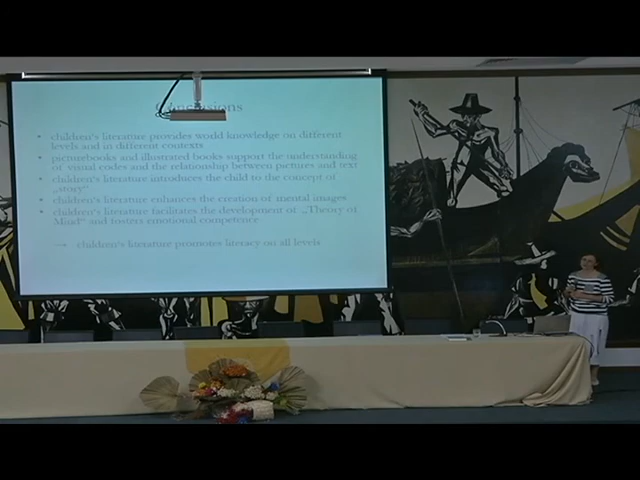 Conclusions
• children's literature provides world knowledge on different
levels and in different contexts
• picturebooks and illustrated books support the understanding
of visual codes and the relationship between pictures and text
• children's literature introduces the child to the concept of
„story"
• children's literature enhances the creation of mental images
• children's literature facilitates the development of „Theory of
Mind" and fosters emotional competence
→ children's literature promotes literacy on all levels